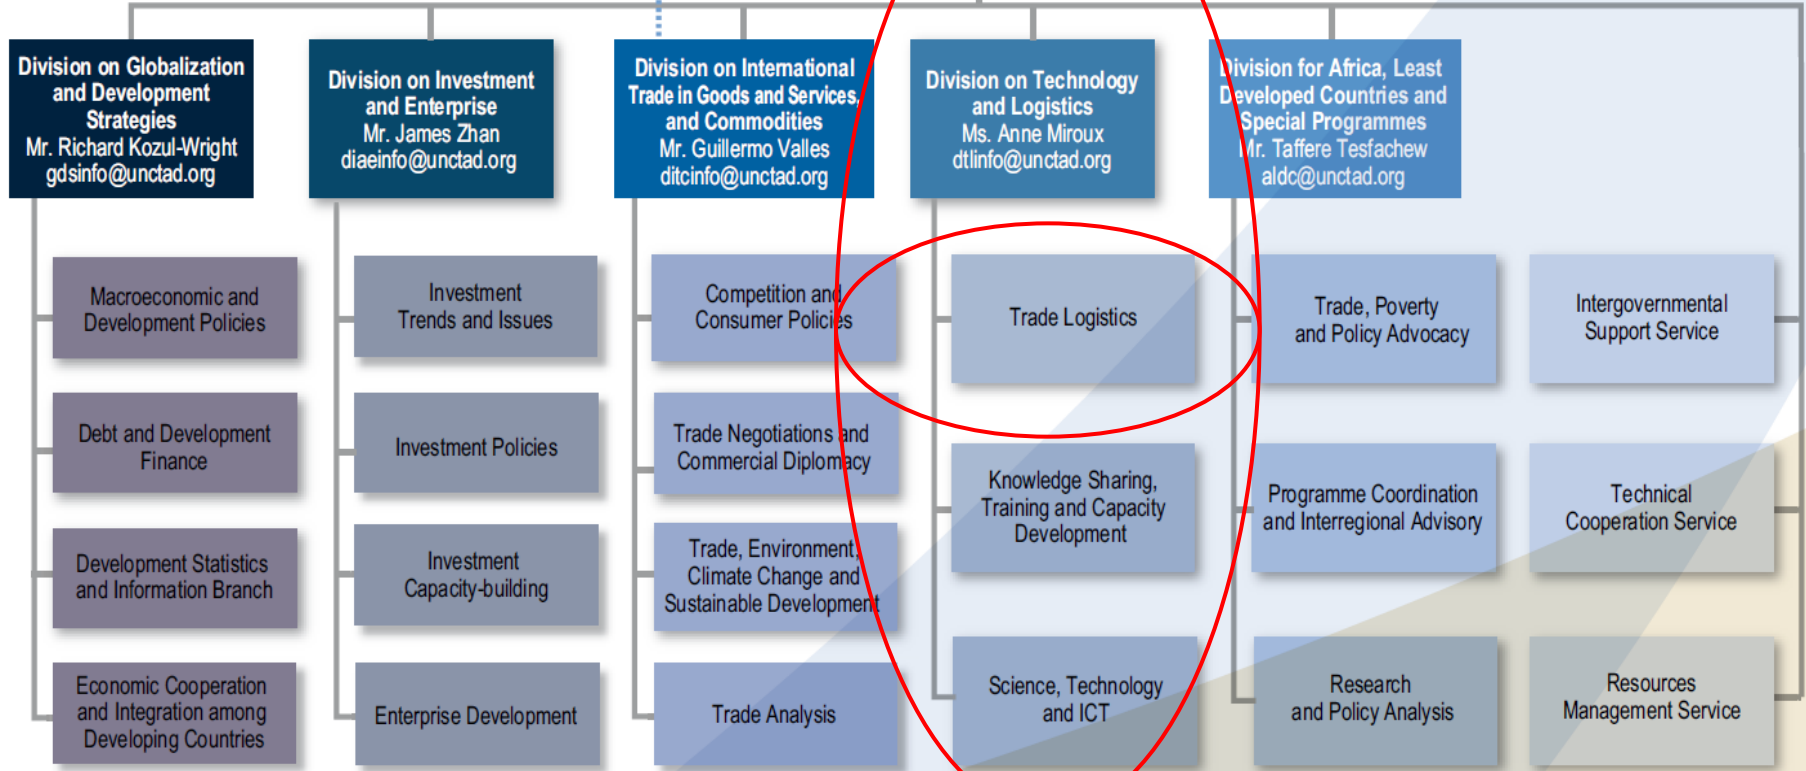 Division on Globalization
and Development
Strategies
Mr. Richard Kozul-Wright
gdsinfo@unctad.org
Division on Investment
and Enterprise
Mr. James Zhan
diaeinfo@unctad.org
Division on International
Trade in Goods and Services,
and Commodities
Mr. Guillermo Valles
ditcinfo@unctad.org
Division on Technology
and Logistics
Ms. Anne Miroux
dtlinfo@unctad.org
Division for Africa, Least
Developed Countries and
Special Programmes
Mr. Taffere Tesfachew
aldc@unctad.org
Macroeconomic and
Development Policies
Debt and Development
Finance
Development Statistics
and Information Branch
Economic Cooperation
and Integration among
Developing Countries
Investment
Trends and Issues
Investment Policies
Investment
Capacity-building
Enterprise Development
Competition and
Consumer Policies
Trade Negotiations and
Commercial Diplomacy
Trade, Environment,
Climate Change and
Sustainable Development
Trade Analysis
Trade Logistics
Knowledge Sharing,
Training and Capacity
Development
Science, Technology
and ICT
Trade, Poverty
and Policy Advocacy
Programme Coordination
and Interregional Advisory
Research
and Policy Analysis
Intergovernmental
Support Service
Technical
Cooperation Service
Resources
Management Service